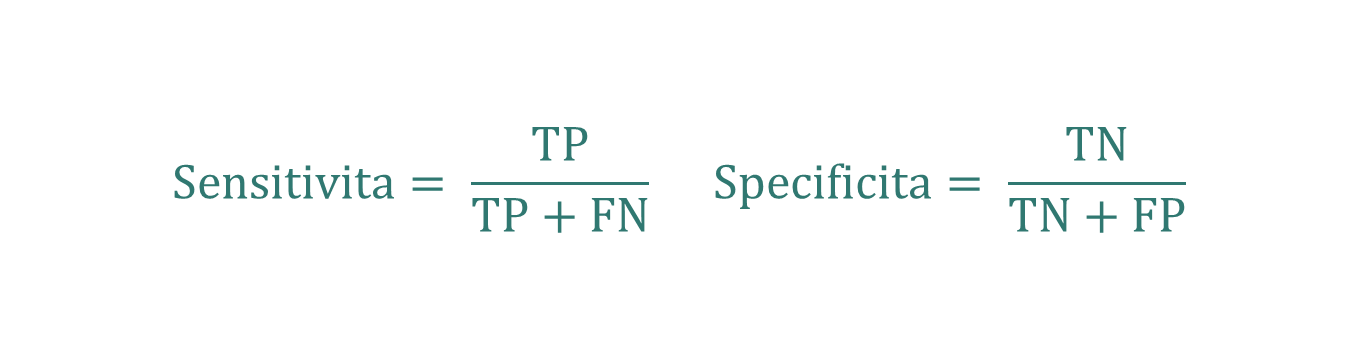 Sensitivita = TP / TP + FN
Specificita = TN / TN + FP